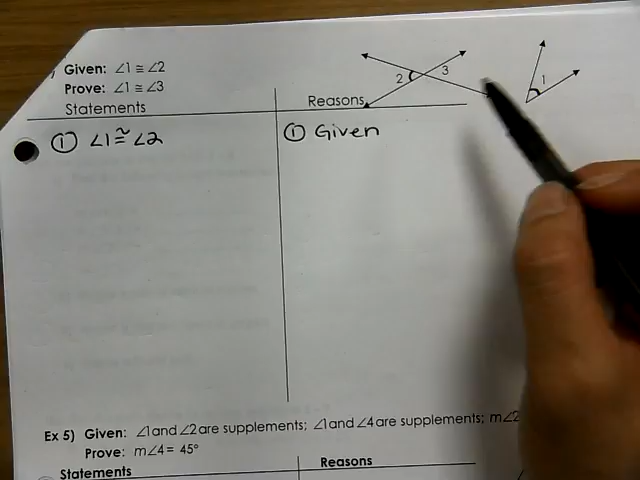 Given: ∠1 ≅ ∠2
Prove: ∠1 ≅ ∠3
Statements
Reasons
2
3
1
① ∠1 ≅ ∠2
① Given
Ex 5) Given: ∠1 and ∠2 are supplements; ∠1 and ∠4 are supplements; m∠2
Prove: m∠4 = 45°
Statements
Reasons